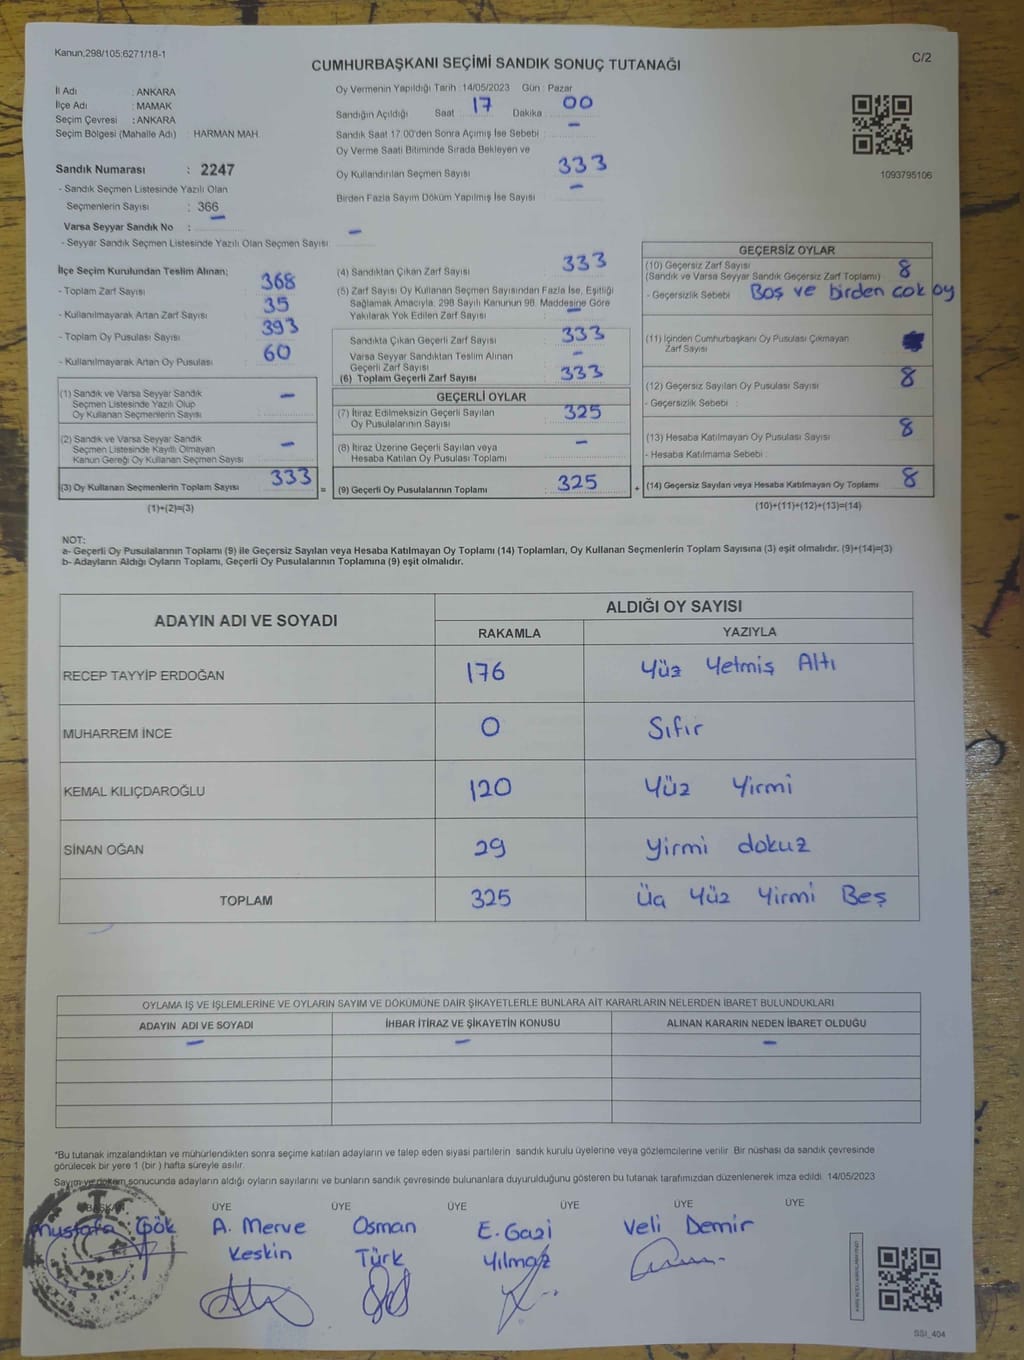 Kanun;298/105;6271/18-1
C/2
CUMHURBAŞKANI SEÇİMİ SANDIK SONUÇ TUTANAĞI
İl Adı : ANKARA
İlçe Adı : MAMAK
Seçim Çevresi : ANKARA
Seçim Bölgesi (Mahalle Adı) : HARMAN MAH.
Sandık Numarası : 2247
- Sandık Seçmen Listesinde Yazılı Olan
Seçmenlerin Sayısı : 366
Varsa Seyyar Sandık No : –
- Seyyar Sandık Seçmen Listesinde Yazılı Olan Seçmen Sayısı : –
Oy Vermenin Yapıldığı Tarih : 14/05/2023 Gün : Pazar
Sandığın Açıldığı Saat 17 Dakika 00
Sandık Saat 17.00'den Sonra Açımış İse Sebebi : –
Oy Verme Saati Bitiminde Sırada Bekleyen ve
Oy Kullandırılan Seçmen Sayısı 333
Birden Fazla Sayım Döküm Yapılmış İse Sayısı –
1093795106
İlçe Seçim Kurulundan Teslim Alınan;
- Toplam Zarf Sayısı : 368
- Kullanılmayarak Artan Zarf Sayısı : 35
- Toplam Oy Pusulası Sayısı : 393
- Kullanılmayarak Artan Oy Pusulası : 60
(1) Sandık ve Varsa Seyyar Sandık
Seçmen Listesinde Yazılı Olup
Oy Kullanan Seçmenlerin Sayısı –
(2) Sandık ve Varsa Seyyar Sandık
Seçmen Listesinde Kayıtlı Olmayan
Kanun Gereği Oy Kullanan Seçmen Sayısı –
(3) Oy Kullanan Seçmenlerin Toplam Sayısı 333 =
(1)+(2)=(3)
(4) Sandıktan Çıkan Zarf Sayısı : 333
(5) Zarf Sayısı Oy Kullanan Seçmen Sayısından Fazla İse, Eşitliği
Sağlamak Amacıyla, 298 Sayılı Kanunun 98. Maddesine Göre
Yakılarak Yok Edilen Zarf Sayısı –
Sandıkta Çıkan Geçerli Zarf Sayısı : 333
Varsa Seyyar Sandıktan Teslim Alınan
Geçerli Zarf Sayısı –
(6) Toplam Geçerli Zarf Sayısı : 333
GEÇERLİ OYLAR
(7) İtiraz Edilmeksizin Geçerli Sayılan
Oy Pusulalarının Sayısı 325
(8) İtiraz Üzerine Geçerli Sayılan veya
Hesaba Katılan Oy Pusulası Toplamı –
(9) Geçerli Oy Pusulalarının Toplamı : 325 +
GEÇERSİZ OYLAR
(10) Geçersiz Zarf Sayısı
(Sandık ve Varsa Seyyar Sandık Geçersiz Zarf Toplamı) 8
- Geçersizlik Sebebi : Boş ve birden cok oy
(11) İçinden Cumhurbaşkanı Oy Pusulası Çıkmayan
Zarf Sayısı
(12) Geçersiz Sayılan Oy Pusulası Sayısı 8
- Geçersizlik Sebebi :
(13) Hesaba Katılmayan Oy Pusulası Sayısı 8
- Hesaba Katılmama Sebebi :
(14) Geçersiz Sayılan veya Hesaba Katılmayan Oy Toplamı 8
(10)+(11)+(12)+(13)=(14)
NOT:
a- Geçerli Oy Pusulalarının Toplamı (9) ile Geçersiz Sayılan veya Hesaba Katılmayan Oy Toplamı (14) Toplamları, Oy Kullanan Seçmenlerin Toplam Sayısına (3) eşit olmalıdır. (9)+(14)=(3)
b- Adayların Aldığı Oyların Toplamı, Geçerli Oy Pusulalarının Toplamına (9) eşit olmalıdır.
ADAYIN ADI VE SOYADI
ALDIĞI OY SAYISI
RAKAMLA YAZIYLA
RECEP TAYYİP ERDOĞAN 176 Yüz Yetmiş Altı
MUHARREM İNCE 0 Sıfır
KEMAL KILIÇDAROĞLU 120 Yüz Yirmi
SİNAN OĞAN 29 Yirmi dokuz
TOPLAM 325 Üç Yüz Yirmi Beş
OYLAMA İŞ VE İŞLEMLERİNE VE OYLARIN SAYIM VE DÖKÜMÜNE DAİR ŞİKAYETLERLE BUNLARA AİT KARARLARIN NELERDEN İBARET BULUNDUKLARI
ADAYIN ADI VE SOYADI İHBAR İTİRAZ VE ŞİKAYETİN KONUSU ALINAN KARARIN NEDEN İBARET OLDUĞU
– – –
*Bu tutanak imzalandıktan ve mühürlendikten sonra seçime katılan adayların ve talep eden siyasi partilerin sandık kurulu üyelerine veya gözlemcilerine verilir. Bir nüshası da sandık çevresinde
görülecek bir yere 1 (bir ) hafta süreyle asılır.
Sayım ve döküm sonucunda adayların aldığı oyların sayılarını ve bunların sandık çevresinde bulunanlara duyurulduğunu gösteren bu tutanak tarafımızdan düzenlenerek imza edildi. 14/05/2023
BAŞKAN ÜYE ÜYE ÜYE ÜYE ÜYE ÜYE
Mustafa Gök A. Merve Osman E. Gazi Veli Demir
Keskin Türk Yılmaz
SSI_404